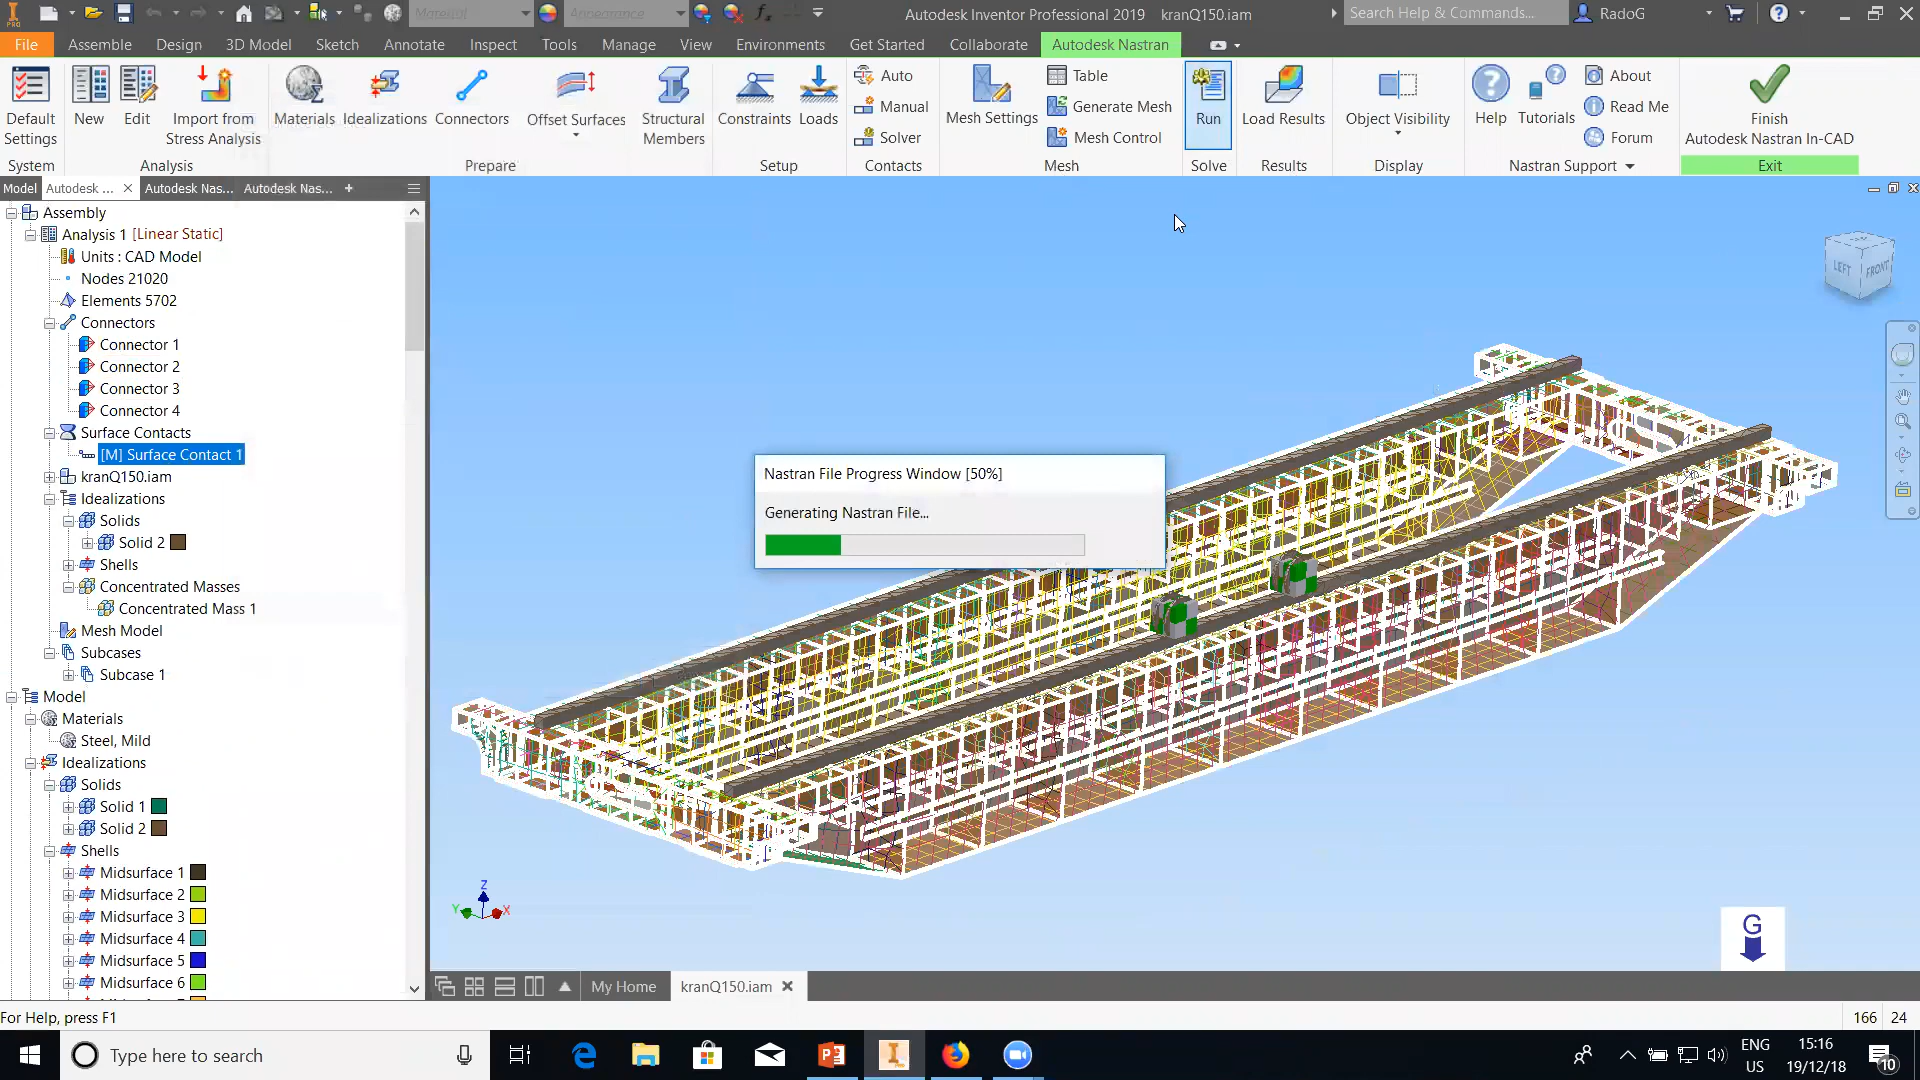 PRO
Material
Appearance
Autodesk Inventor Professional 2019 kranQ150.iam
Search Help & Commands...
RadoG
File
Assembly
Design
3D Model
Sketch
Annotate
Inspect
Tools
Manage
View
Environments
Get Started
Collaborate
Autodesk Nastran
Default Settings
New
Edit
Import from Stress Analysis
Materials
Idealizations
Connectors
Offset Surfaces
Structural Members
Constraints
Loads
Auto
Manual
Solver
Mesh Settings
Table
Generate Mesh
Mesh Control
Run
Load Results
Object Visibility
Help
Tutorials
About
Read Me
Forum
Finish Autodesk Nastran In-CAD
System
Analysis
Prepare
Setup
Contacts
Mesh
Solve
Results
Display
Nastran Support
Exit
Model
Autodesk ...
Autodesk Nas...
Autodesk Nas...
Assembly
Analysis 1 [Linear Static]
Units : CAD Model
Nodes 21020
Elements 5702
Connectors
Connector 1
Connector 2
Connector 3
Connector 4
Surface Contacts
[M] Surface Contact 1
kranQ150.iam
Idealizations
Solids
Solid 2
Shells
Concentrated Masses
Concentrated Mass 1
Mesh Model
Subcases
Subcase 1
Model
Materials
Steel, Mild
Idealizations
Solids
Solid 1
Solid 2
Shells
Midsurface 1
Midsurface 2
Midsurface 3
Midsurface 4
Midsurface 5
Midsurface 6
LEFT
FRONT
Nastran File Progress Window [50%]
Generating Nastran File...
Z
Y
X
G
My Home
kranQ150.iam
For Help, press F1
166 24
Type here to search
ENG
US
15:16
19/12/18
10